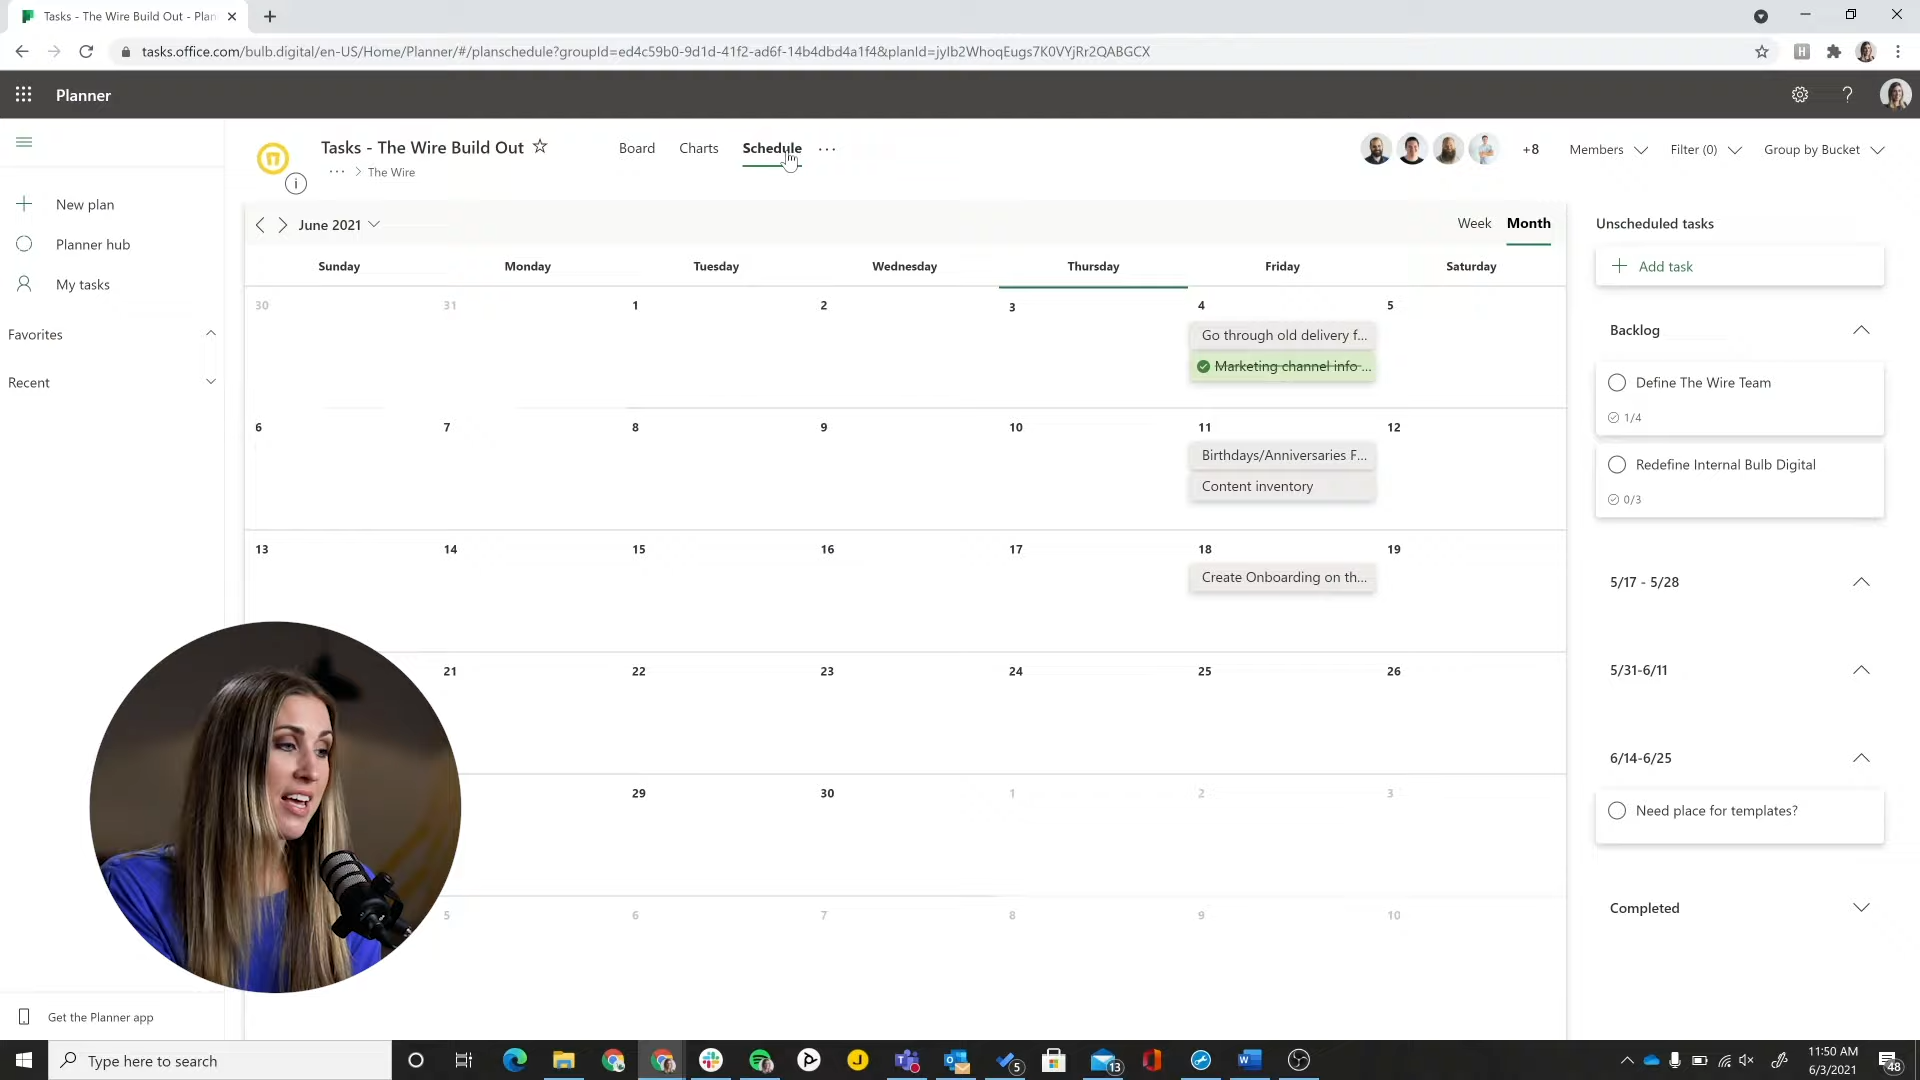 Tasks - The Wire Build Out - Plan
tasks.office.com/bulb.digital/en-US/Home/Planner/#/planschedule?groupId=ed4c59b0-9d1d-41f2-ad6f-14b4dbd4a1f4&planId=jyIb2WhoqEugs7K0VYjRr2QABGCX
H
Planner
?
Tasks - The Wire Build Out
Board Charts Schedule ...
... > The Wire
+8 Members Filter (0) Group by Bucket
New plan
Planner hub
My tasks
Favorites
Recent
Get the Planner app
June 2021
Week Month
Sunday Monday Tuesday Wednesday Thursday Friday Saturday
30 31 1 2 3 4 5
Go through old delivery f...
Marketing channel info ...
6 7 8 9 10 11 12
Birthdays/Anniversaries F...
Content inventory
13 14 15 16 17 18 19
Create Onboarding on th...
21 22 23 24 25 26
29 30 1 2 3
5 6 7 8 9 10
Unscheduled tasks
Add task
Backlog
Define The Wire Team
1/4
Redefine Internal Bulb Digital
0/3
5/17 - 5/28
5/31-6/11
6/14-6/25
Need place for templates?
Completed
Type here to search
5
13
11:50 AM
6/3/2021
48